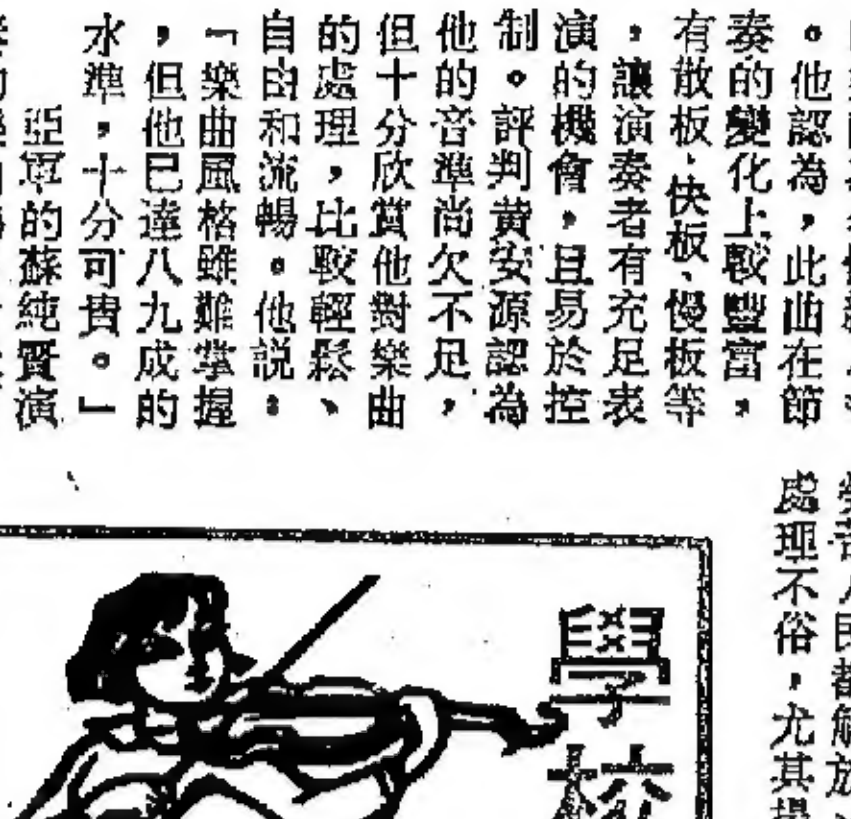 。他認為,此曲在節
奏的變化上較豐富,
有散板、快板、慢板等
,讓演奏者有充足表
演的機會,且易於控
制。評判黃安源認為
他的音準尚欠不足,
但十分欣賞他對樂曲
的處理,比較輕鬆、
自由和流暢。他說:
「樂曲風格雖難掌握
,但他已達八九成的
水準,十分可貴。」
亞軍的蘇純賢演
處理不俗,尤其
學校